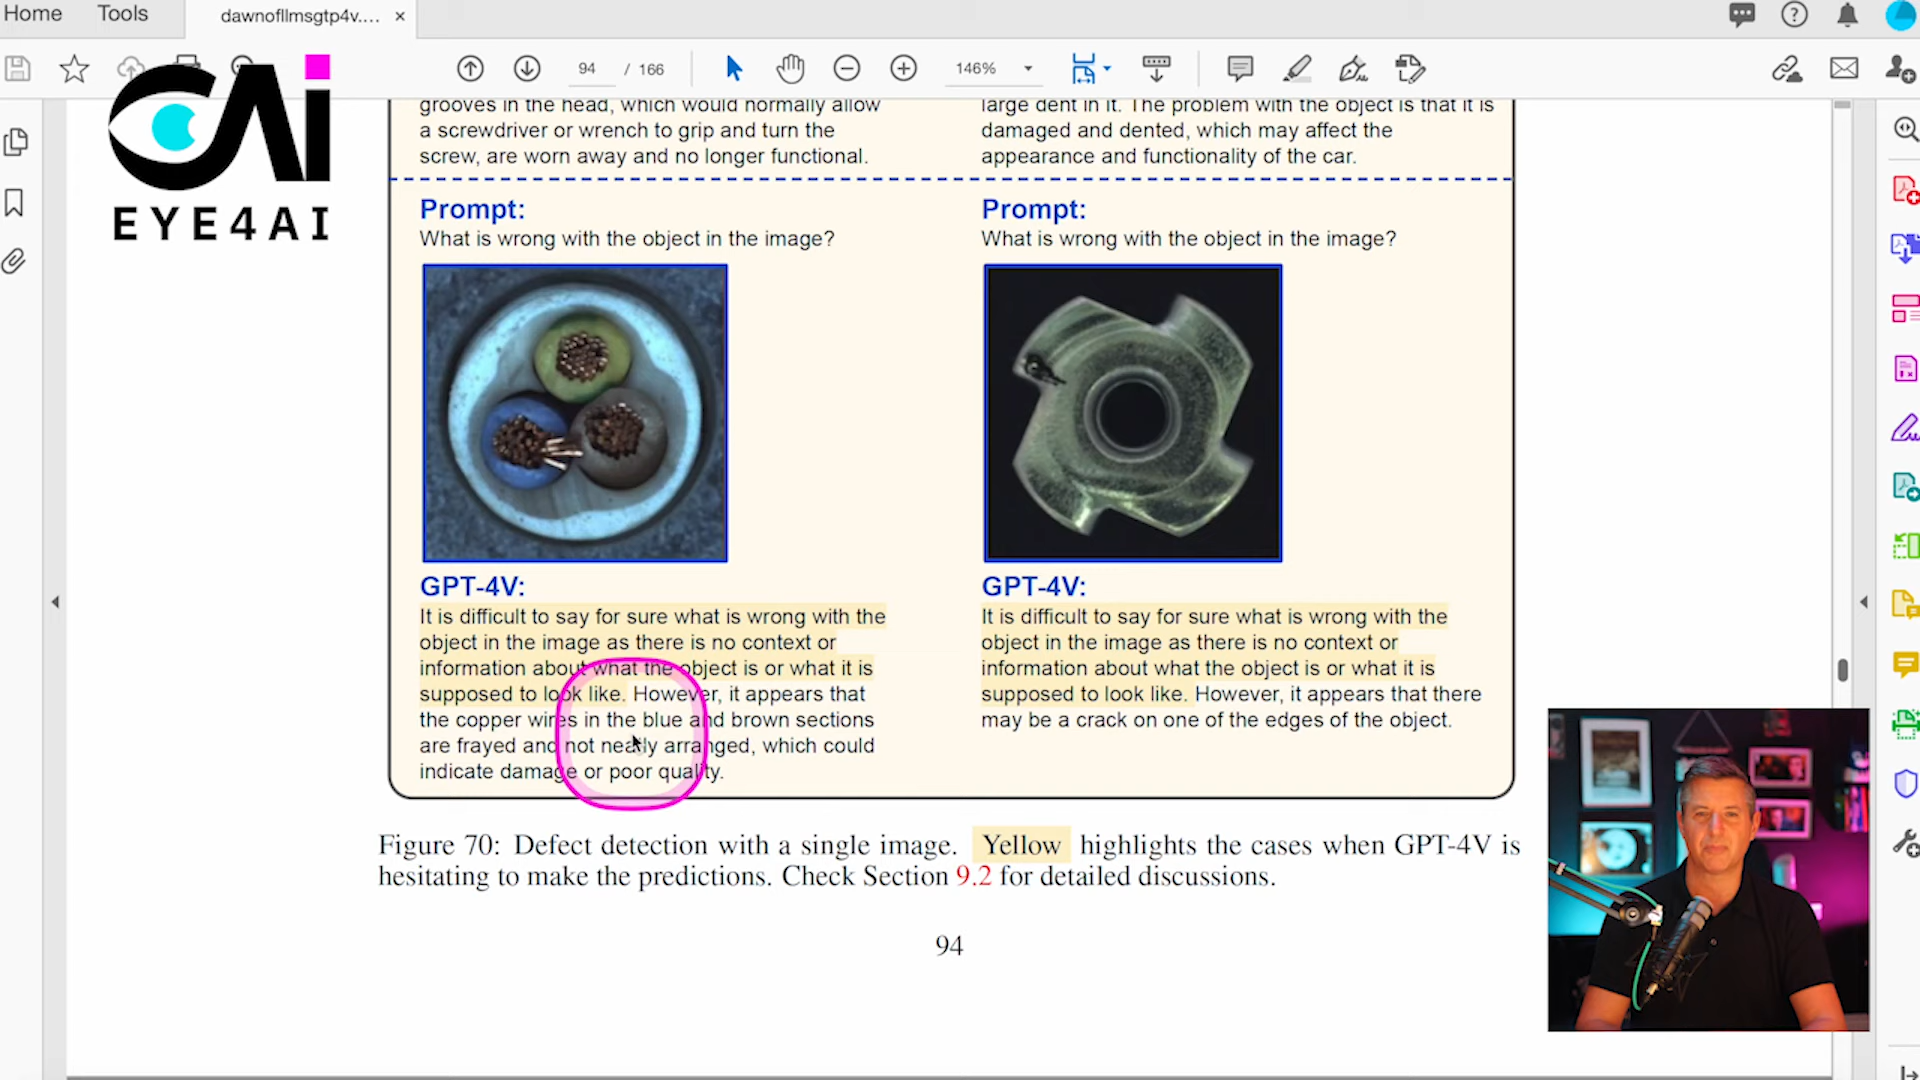 Home Tools dawnofllmsgtp4v.... ×
94 / 166 146%
CAi
EYE4AI
grooves in the head, which would normally allow
a screwdriver or wrench to grip and turn the
screw, are worn away and no longer functional.
large dent in it. The problem with the object is that it is
damaged and dented, which may affect the
appearance and functionality of the car.
Prompt:
What is wrong with the object in the image?
GPT-4V:
It is difficult to say for sure what is wrong with the
object in the image as there is no context or
information about what the object is or what it is
supposed to look like. However, it appears that
the copper wires in the blue and brown sections
are frayed and not neatly arranged, which could
indicate damage or poor quality.
Prompt:
What is wrong with the object in the image?
GPT-4V:
It is difficult to say for sure what is wrong with the
object in the image as there is no context or
information about what the object is or what it is
supposed to look like. However, it appears that there
may be a crack on one of the edges of the object.
Figure 70: Defect detection with a single image. Yellow highlights the cases when GPT-4V is
hesitating to make the predictions. Check Section 9.2 for detailed discussions.
94